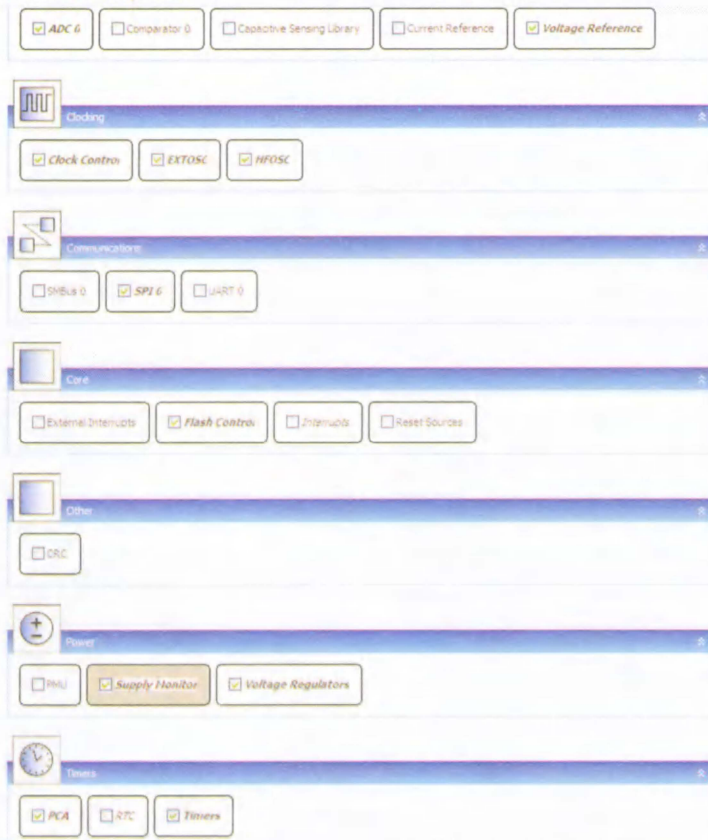 ADC 0 Comparator 0 Capacitive Sensing Library Current Reference Voltage Reference
Clocking
Clock Control EXTOSC HFOSC
Communications
SMBus 0 SPI 0 UART 0
Core
External Interrupts Flash Control Interrupts Reset Sources
Other
CRC
Power
PMU Supply Monitor Voltage Regulators
Timers
PCA RTC Timers